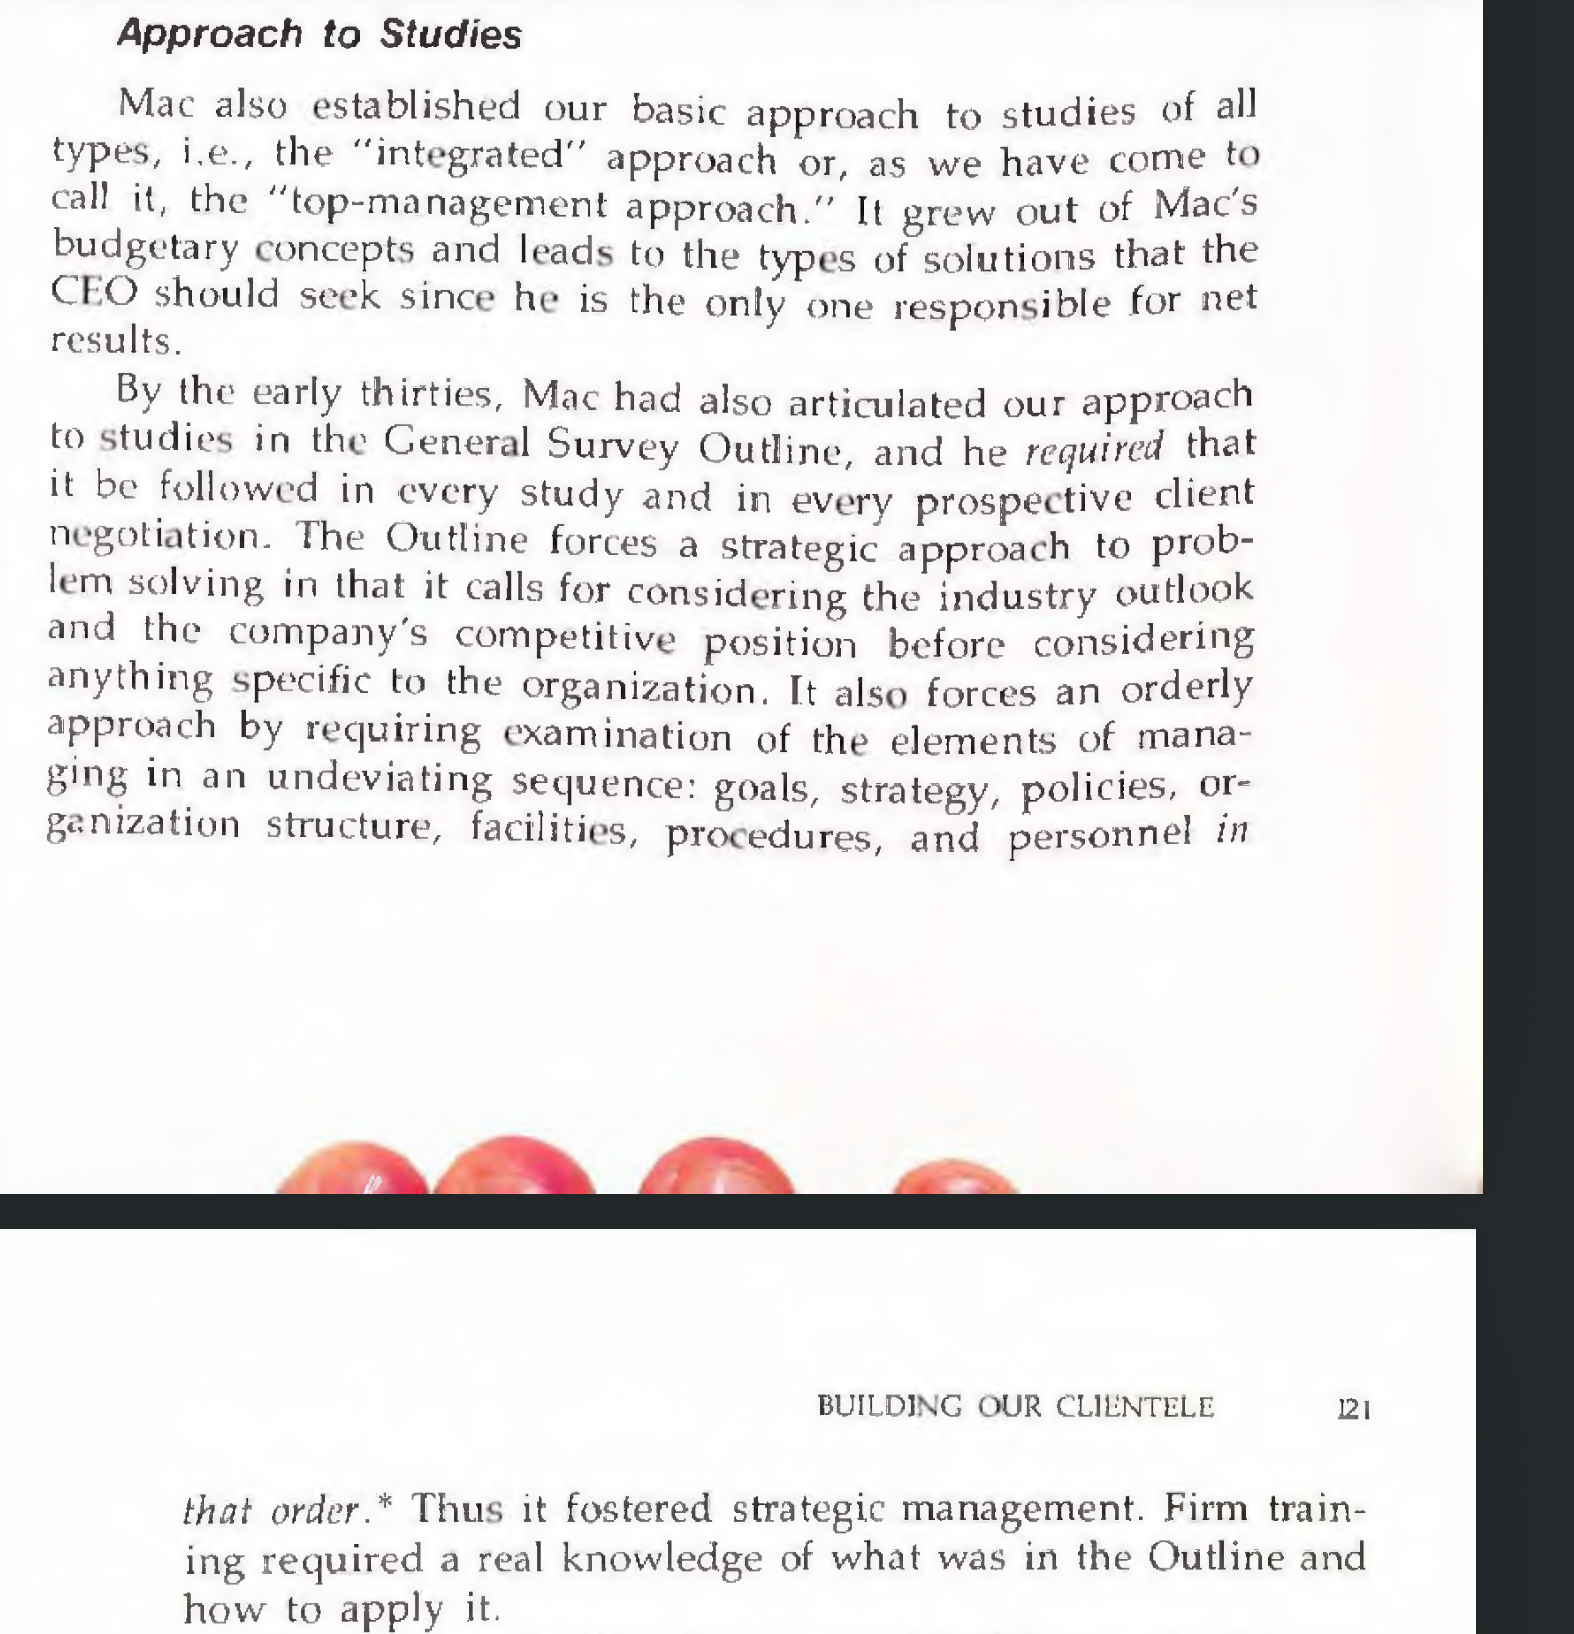 Approach to Studies
Mac also established our basic approach to studies of all
types, i.e., the "integrated" approach or, as we have come to
call it, the "top-management approach." It grew out of Mac's
budgetary concepts and leads to the types of solutions that the
CEO should seek since he is the only one responsible for net
results.
By the early thirties, Mac had also articulated our approach
to studies in the General Survey Outline, and he required that
it be followed in every study and in every prospective client
negotiation. The Outline forces a strategic approach to prob-
lem solving in that it calls for considering the industry outlook
and the company's competitive position before considering
anything specific to the organization. It also forces an orderly
approach by requiring examination of the elements of mana-
ging in an undeviating sequence: goals, strategy, policies, or-
ganization structure, facilities, procedures, and personnel in
BUILDING OUR CLIENTELE 121
that order.* Thus it fostered strategic management. Firm train-
ing required a real knowledge of what was in the Outline and
how to apply it.